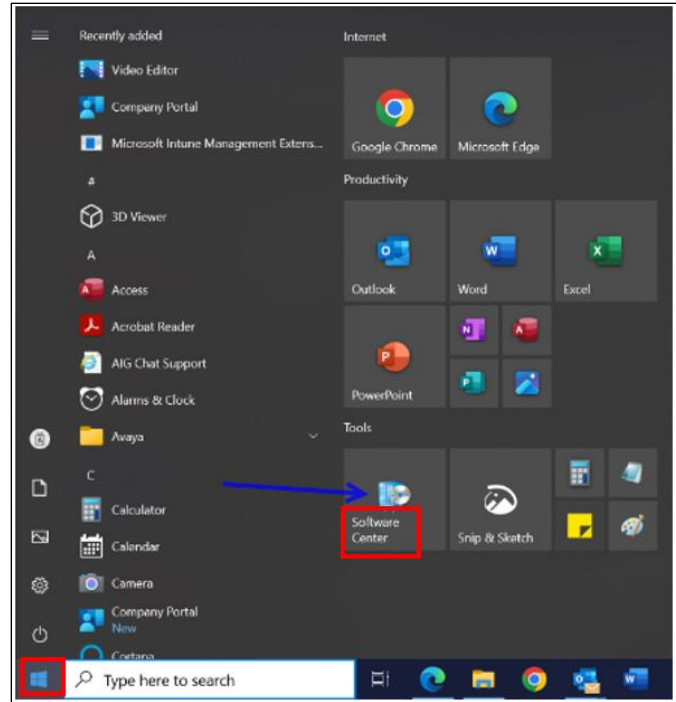 Recently added
Video Editor
Company Portal
Microsoft Intune Management Extens...
#
3D Viewer
A
Access
Acrobat Reader
AIG Chat Support
Alarms & Clock
Avaya
C
Calculator
Calendar
Camera
Company Portal
New
Cortana
Internet
Google Chrome
Microsoft Edge
Productivity
Outlook
Word
Excel
PowerPoint
Tools
Software
Center
Snip & Sketch
Type here to search